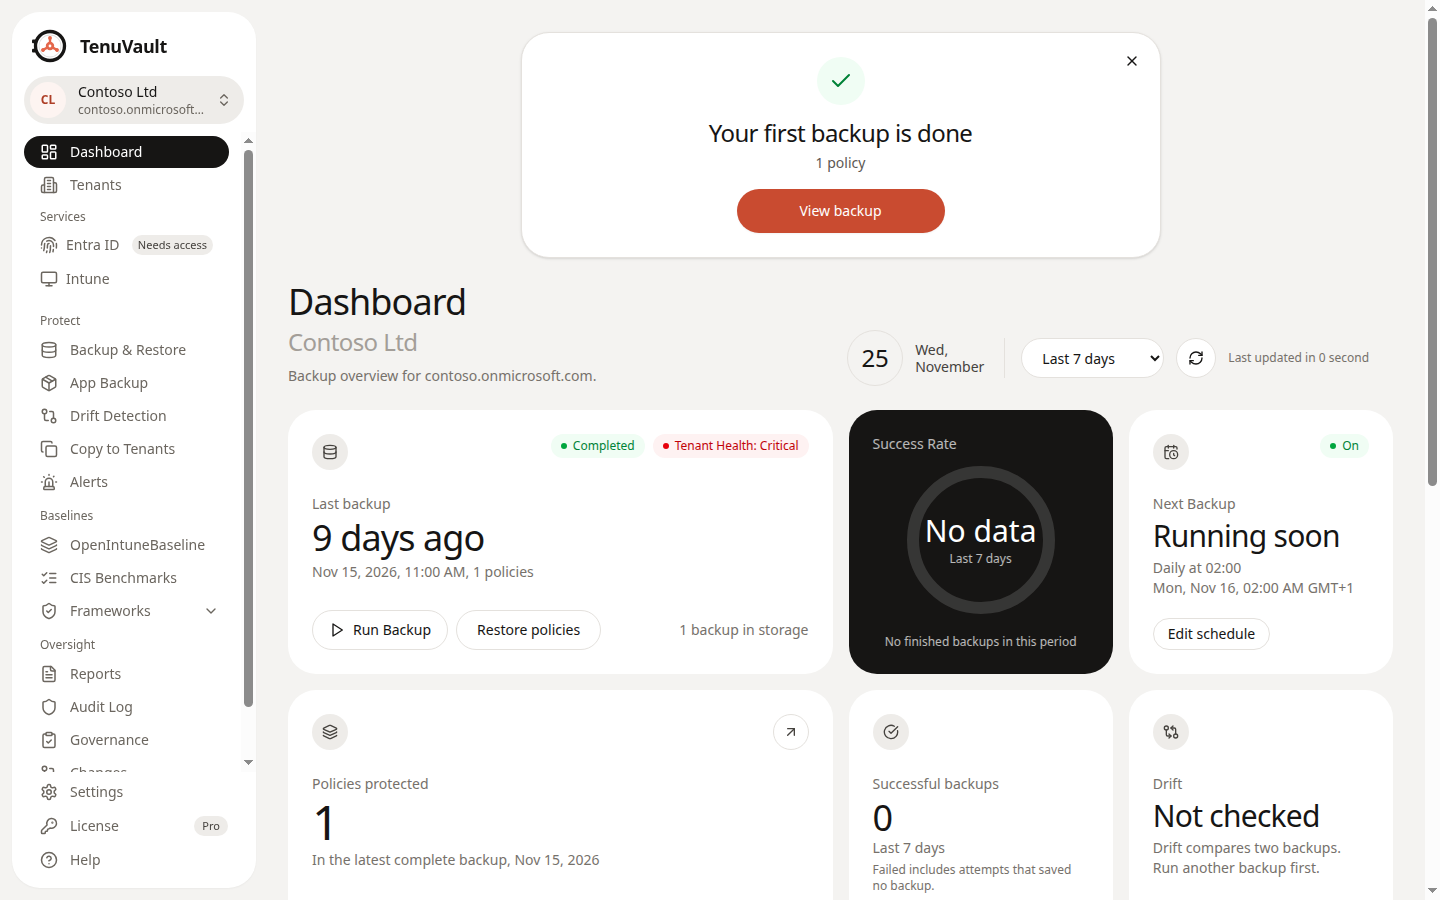 TenuVault
CL
Contoso Ltd
contoso.onmicrosoft...
Dashboard
Tenants
Services
Entra ID
Needs access
Intune
Protect
Backup & Restore
App Backup
Drift Detection
Copy to Tenants
Alerts
Baselines
OpenIntuneBaseline
CIS Benchmarks
Frameworks
Oversight
Reports
Audit Log
Governance
Changes
Settings
License
Pro
Help
Your first backup is done
1 policy
View backup
Dashboard
Contoso Ltd
Backup overview for contoso.onmicrosoft.com.
25
Wed,
November
Last 7 days
Last updated in 0 second
Completed
Tenant Health: Critical
Last backup
9 days ago
Nov 15, 2026, 11:00 AM, 1 policies
Run Backup
Restore policies
1 backup in storage
Success Rate
No data
Last 7 days
No finished backups in this period
On
Next Backup
Running soon
Daily at 02:00
Mon, Nov 16, 02:00 AM GMT+1
Edit schedule
Policies protected
1
In the latest complete backup, Nov 15, 2026
Successful backups
0
Last 7 days
Failed includes attempts that saved
no backup.
Drift
Not checked
Drift compares two backups.
Run another backup first.